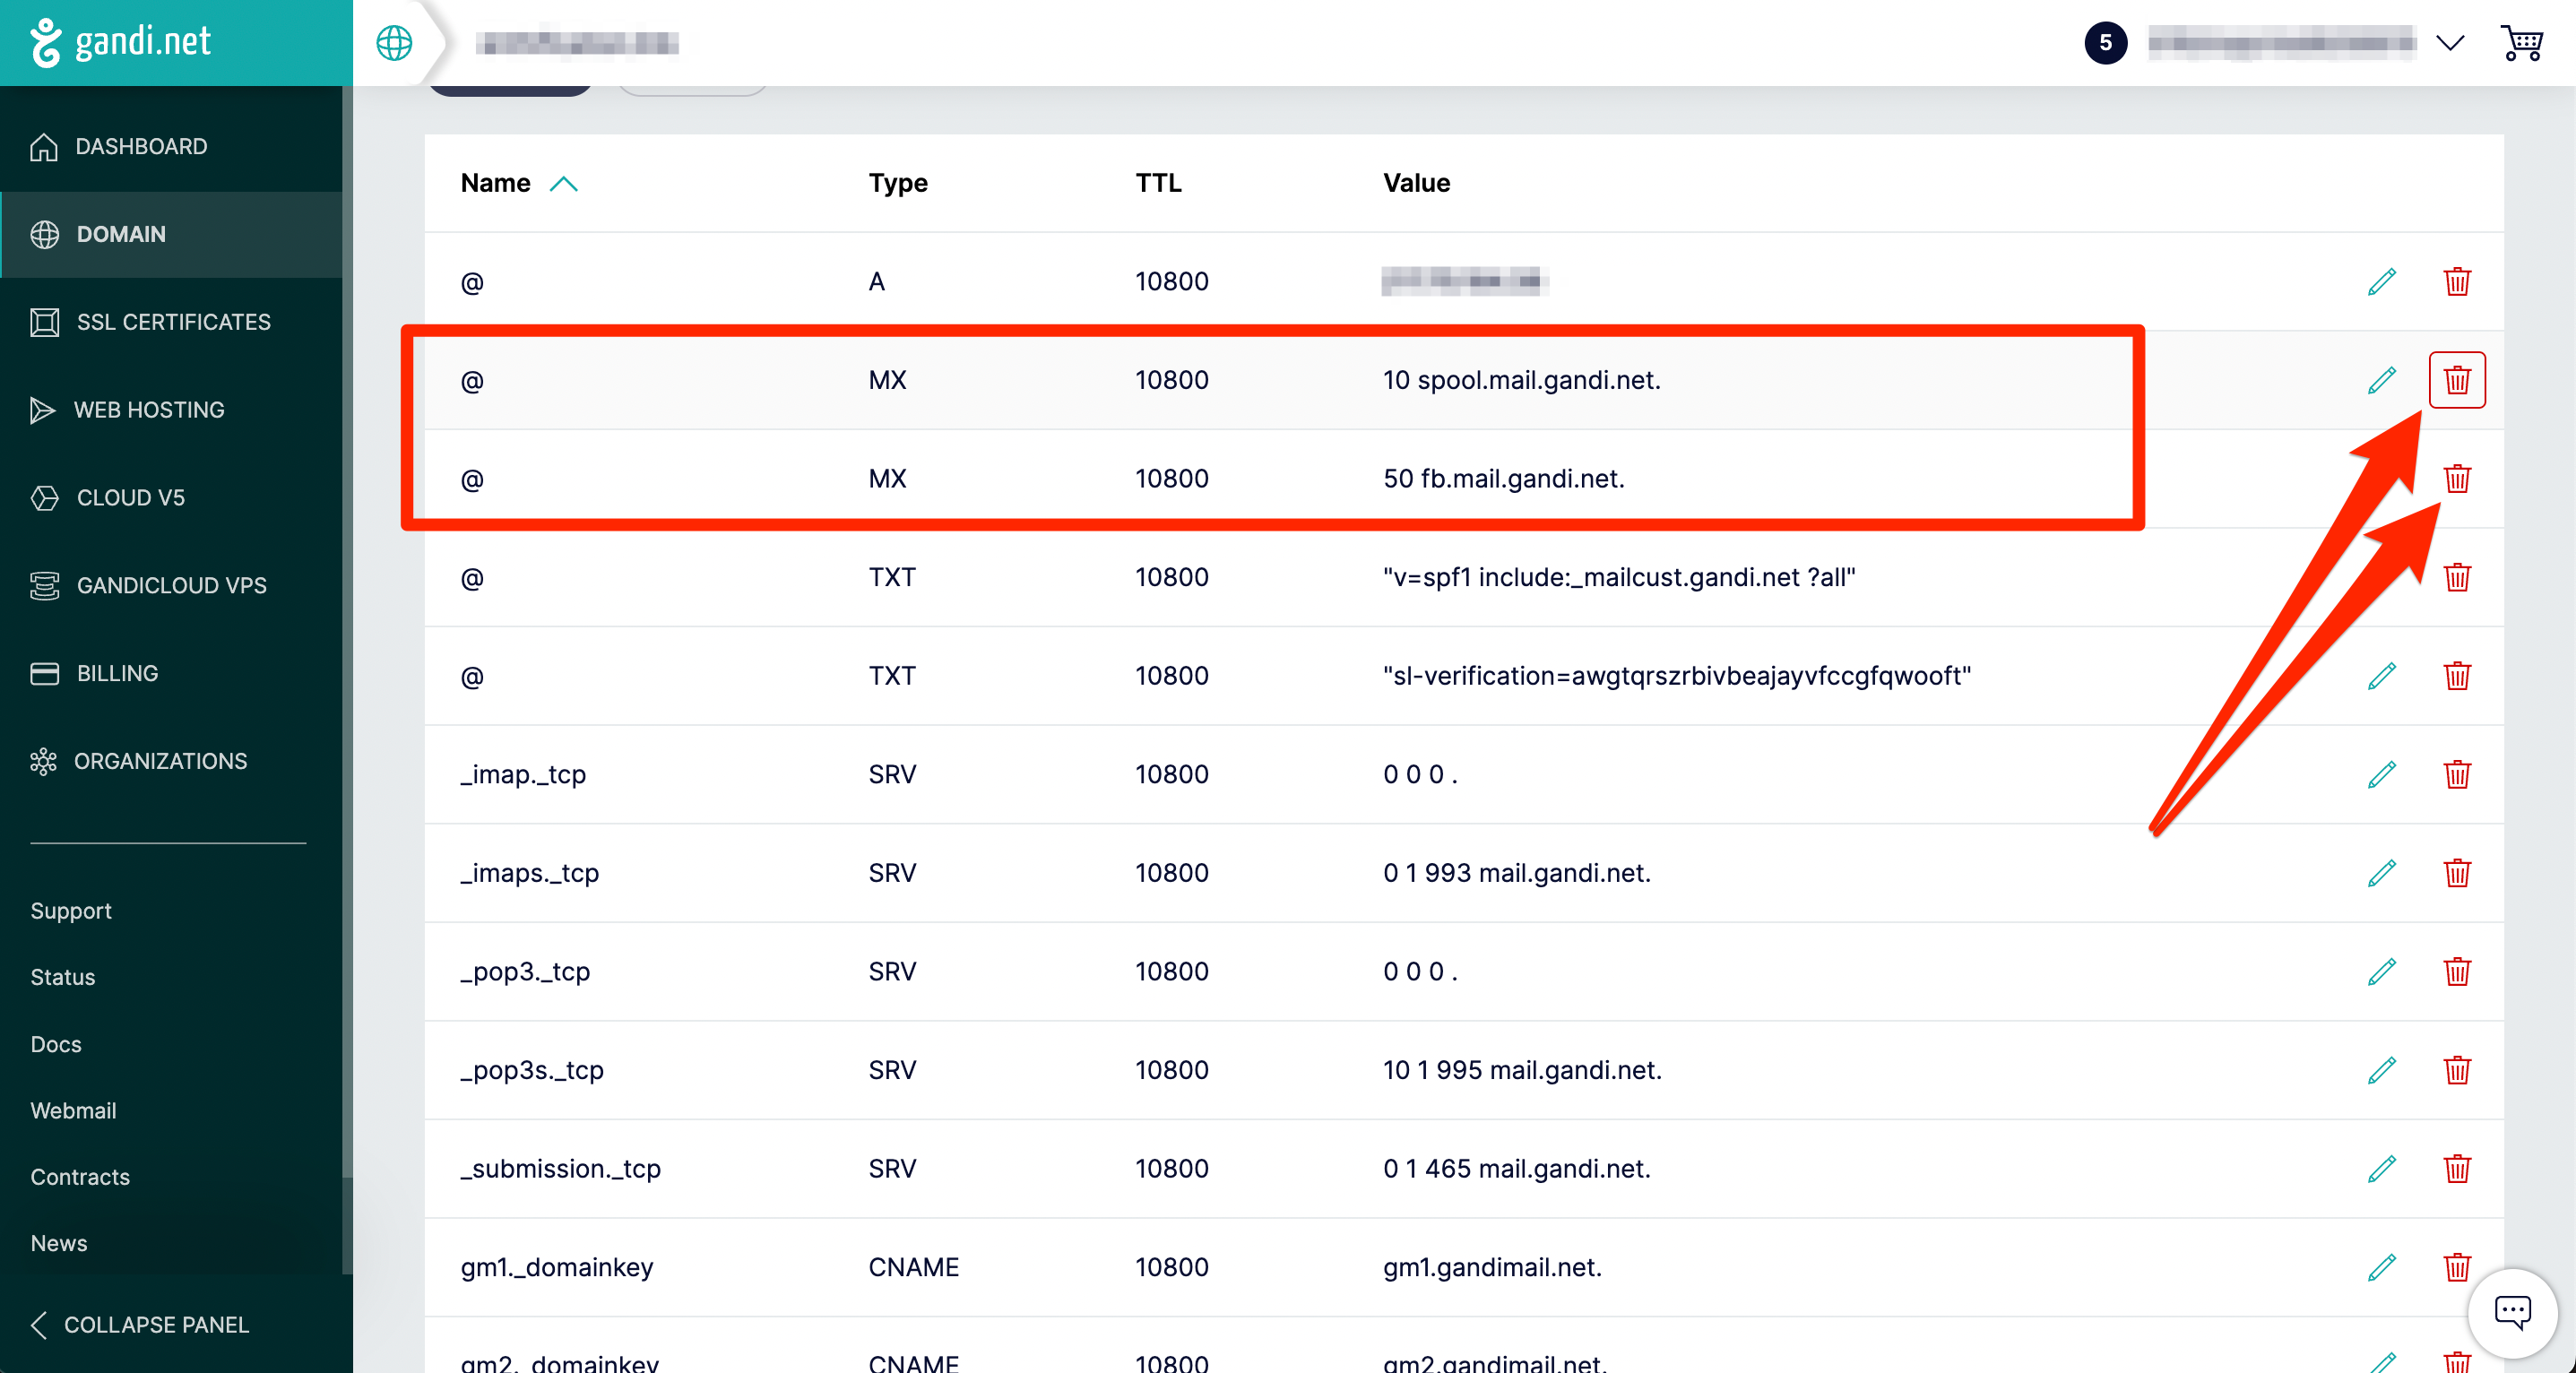 gandi.net
5
DASHBOARD
DOMAIN
SSL CERTIFICATES
WEB HOSTING
CLOUD V5
GANDICLOUD VPS
BILLING
ORGANIZATIONS
Support
Status
Docs
Webmail
Contracts
News
COLLAPSE PANEL
Name Type TTL Value
@ A 10800
@ MX 10800 10 spool.mail.gandi.net.
@ MX 10800 50 fb.mail.gandi.net.
@ TXT 10800 "v=spf1 include:_mailcust.gandi.net ?all"
@ TXT 10800 "sl-verification=awgtqrszrbivbeajayvfccgfqwooft"
_imap._tcp SRV 10800 0 0 0 .
_imaps._tcp SRV 10800 0 1 993 mail.gandi.net.
_pop3._tcp SRV 10800 0 0 0 .
_pop3s._tcp SRV 10800 10 1 995 mail.gandi.net.
_submission._tcp SRV 10800 0 1 465 mail.gandi.net.
gm1._domainkey CNAME 10800 gm1.gandimail.net.
gm2._domainkey CNAME 10800 gm2.gandimail.net.